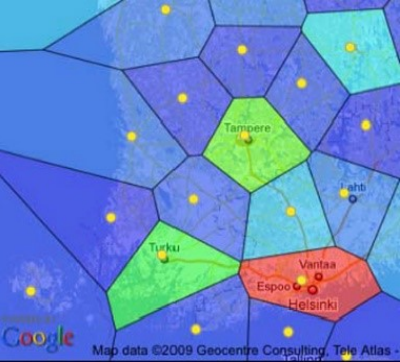 Tampere
Lahti
Turku
Vantaa
Espoo
Helsinki
Google
Map data ©2009 Geocentre Consulting, Tele Atlas -